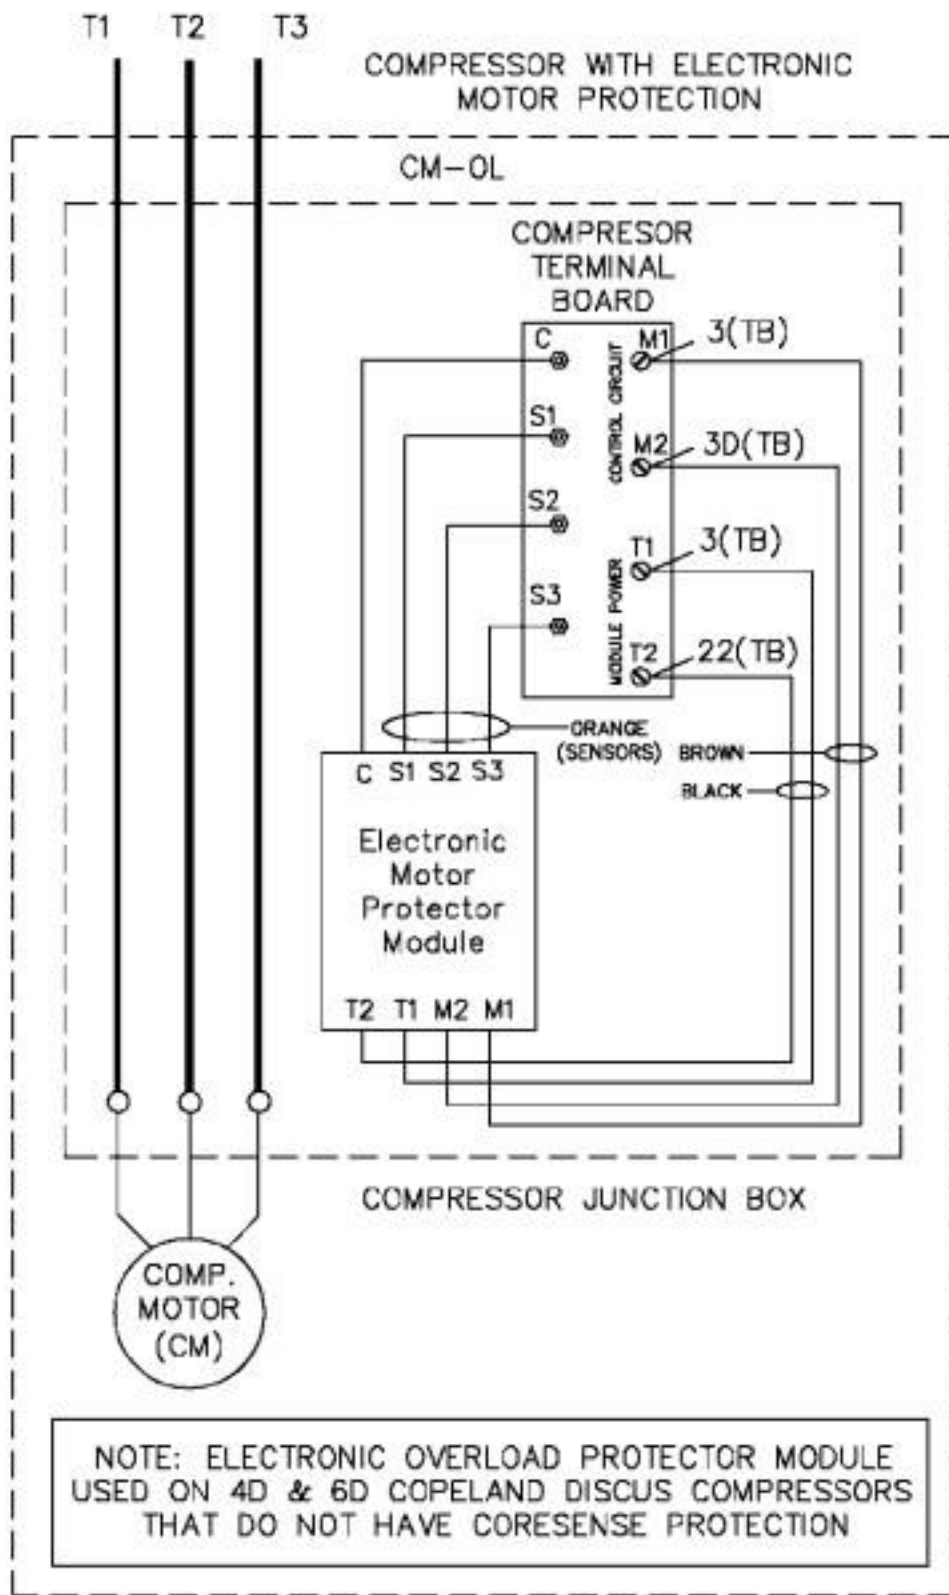 T1 T2 T3
COMPRESSOR WITH ELECTRONIC
MOTOR PROTECTION
CM-OL
COMPRESOR
TERMINAL
BOARD
C
S1
S2
S3
M1
M2
T1
T2
CONTROL CIRCUIT
MODULE POWER
3(TB)
3D(TB)
3(TB)
22(TB)
ORANGE
(SENSORS)
BROWN
BLACK
C S1 S2 S3
Electronic
Motor
Protector
Module
T2 T1 M2 M1
COMPRESSOR JUNCTION BOX
COMP.
MOTOR
(CM)
NOTE: ELECTRONIC OVERLOAD PROTECTOR MODULE
USED ON 4D & 6D COPELAND DISCUS COMPRESSORS
THAT DO NOT HAVE CORESENSE PROTECTION